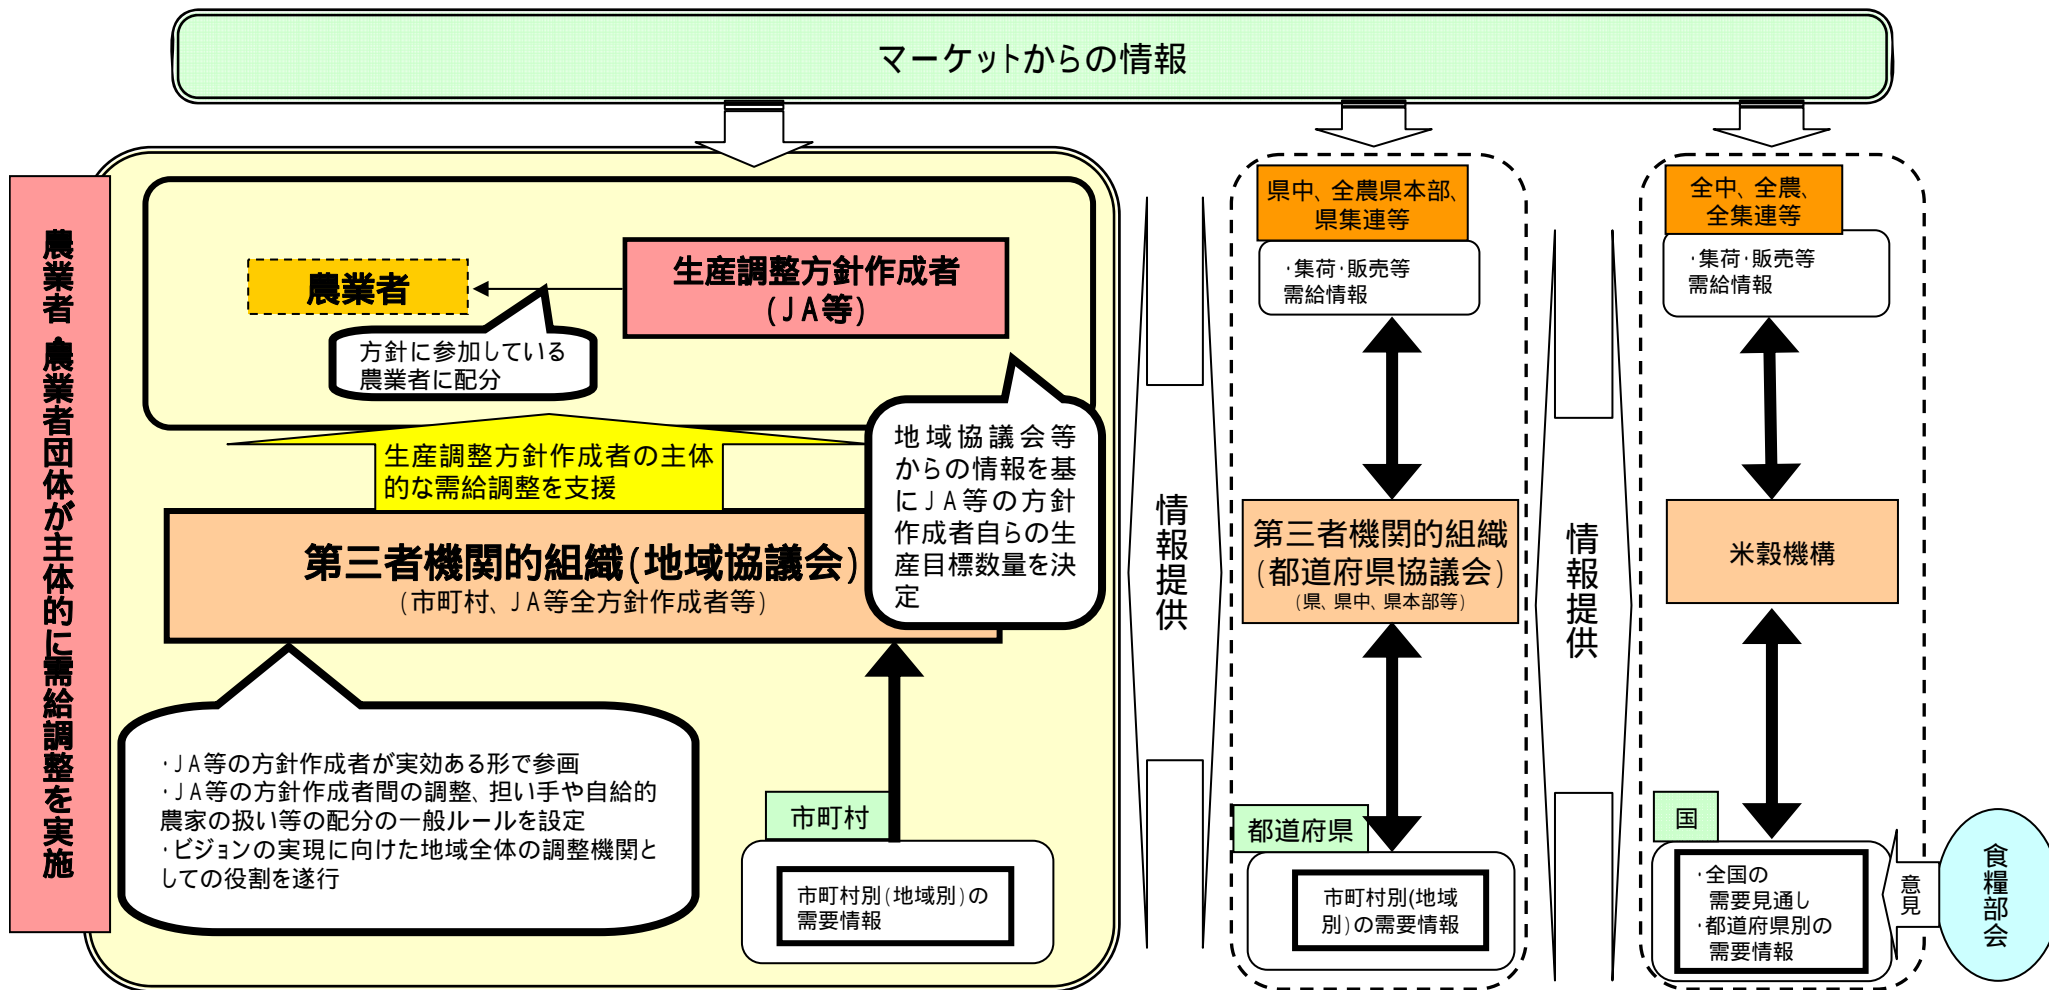 マーケットからの情報
農業者・農業者団体が主体的に需給調整を実施
農業者
生産調整方針作成者
(JA等)
方針に参加している
農業者に配分
地域協議会等
からの情報を基
にJA等の方針
作成者自らの生
産目標数量を決
定
生産調整方針作成者の主体
的な需給調整を支援
第三者機関的組織(地域協議会)
(市町村、JA等全方針作成者等)
・JA等の方針作成者が実効ある形で参画
・JA等の方針作成者間の調整、担い手や自給的
農家の扱い等の配分の一般ルールを設定
・ビジョンの実現に向けた地域全体の調整機関と
しての役割を遂行
市町村
市町村別(地域別)の
需要情報
情報提供
県中、全農県本部、
県集連等
・集荷・販売等
需給情報
第三者機関的組織
(都道府県協議会)
(県、県中、県本部等)
都道府県
市町村別(地域
別)の需要情報
情報提供
全中、全農、
全集連等
・集荷・販売等
需給情報
米穀機構
国
・全国の
需要見通し
・都道府県別の
需要情報
意見
食糧部会